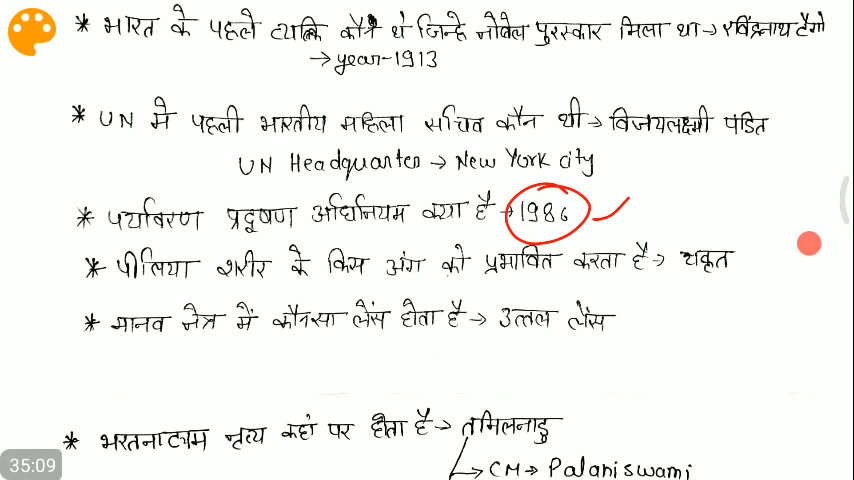 * भारत के पहले व्यक्ति कौन थे जिन्हे नोबेल पुरस्कार मिला था → रविंद्रनाथ टैगो
→ year-1913
* UN मे पहली भारतीय महिला सचिव कौन थी → विजयलक्ष्मी पंडित
UN Headquarter → New York city
* पर्यावरण प्रदूषण अधिनियम क्या है → 1986
* पीलिया शरीर के किस अंग को प्रभावित करता है → यकृत
* मानव नेत्र में कौनसा लेंस होता है → उत्तल लेंस
* भरतनाट्यम नृत्य कहां पर होता है → तमिलनाडु
→ CM → Palaniswami
35:09